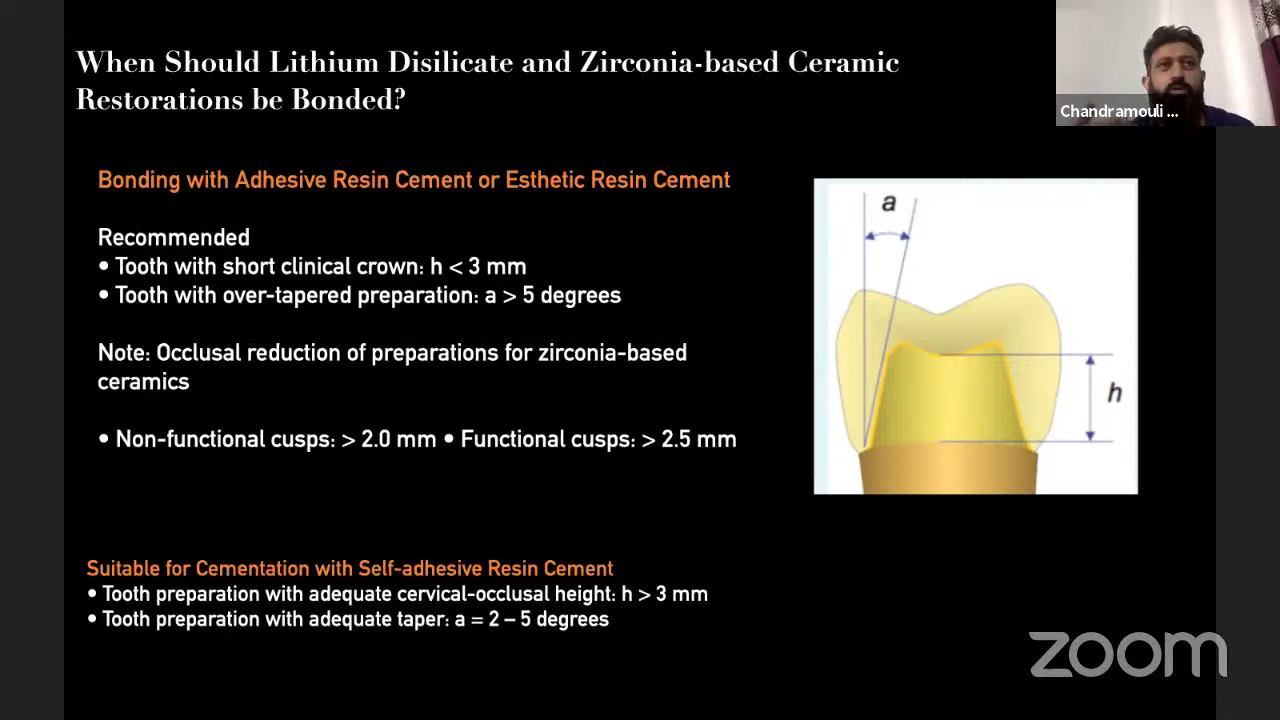 When Should Lithium Disilicate and Zirconia-based Ceramic
Restorations be Bonded?
Chandramouli ...
Bonding with Adhesive Resin Cement or Esthetic Resin Cement
Recommended
• Tooth with short clinical crown: h < 3 mm
• Tooth with over-tapered preparation: a > 5 degrees
Note: Occlusal reduction of preparations for zirconia-based
ceramics
• Non-functional cusps: > 2.0 mm • Functional cusps: > 2.5 mm
a
h
Suitable for Cementation with Self-adhesive Resin Cement
• Tooth preparation with adequate cervical-occlusal height: h > 3 mm
• Tooth preparation with adequate taper: a = 2 – 5 degrees
zoom